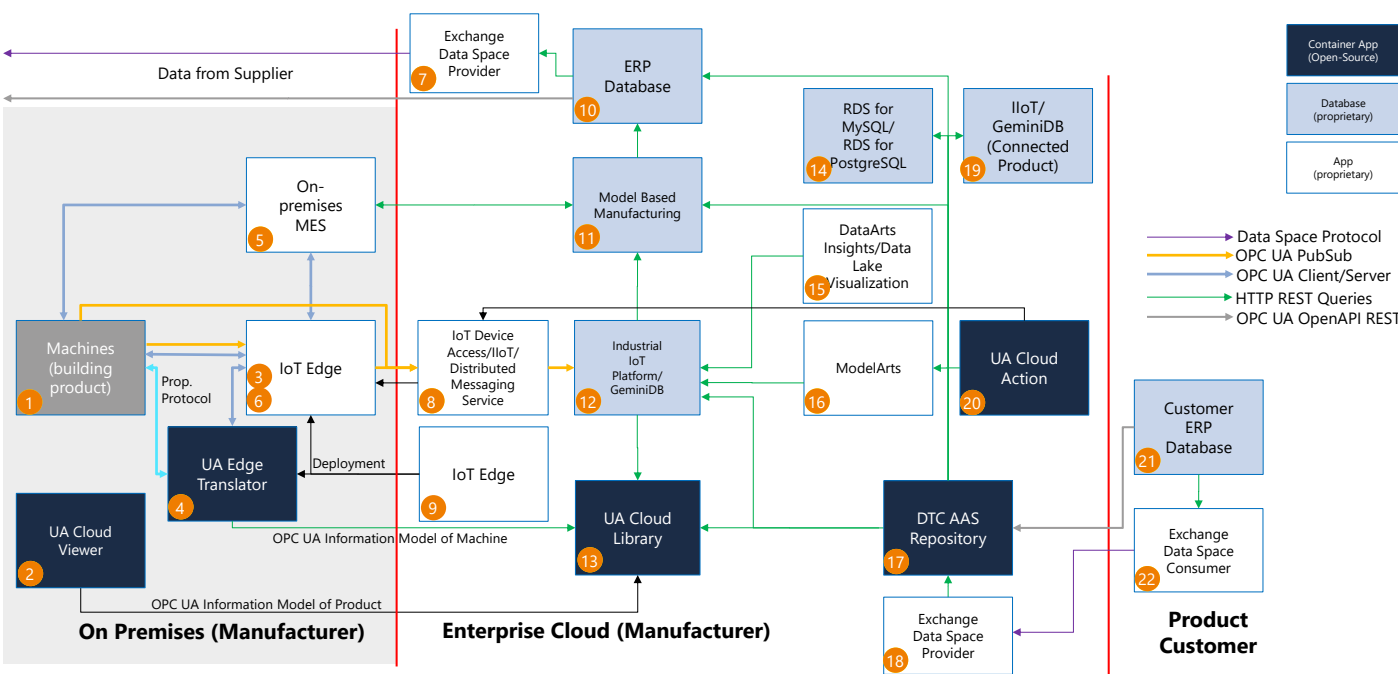 Exchange
Data Space
Provider
7
Data from Supplier
ERP
Database
10
Container App
(Open-Source)
Database
(proprietary)
App
(proprietary)
RDS for
MySQL/
RDS for
PostgreSQL
14
IIoT/
GeminiDB
(Connected
Product)
19
On-
premises
MES
5
Model Based
Manufacturing
11
DataArts
Insights/Data
Lake
Visualization
15
Data Space Protocol
OPC UA PubSub
OPC UA Client/Server
HTTP REST Queries
OPC UA OpenAPI REST
Machines
(building
product)
1
Prop.
Protocol
IoT Edge
3
6
IoT Device
Access/IIoT/
Distributed
Messaging
Service
8
Industrial
IoT
Platform/
GeminiDB
12
ModelArts
16
UA Cloud
Action
20
Customer
ERP
Database
21
UA Edge
Translator
4
Deployment
IoT Edge
9
UA Cloud
Viewer
2
OPC UA Information Model of Machine
UA Cloud
Library
13
DTC AAS
Repository
17
Exchange
Data Space
Consumer
22
OPC UA Information Model of Product
Exchange
Data Space
Provider
18
On Premises (Manufacturer)
Enterprise Cloud (Manufacturer)
Product
Customer